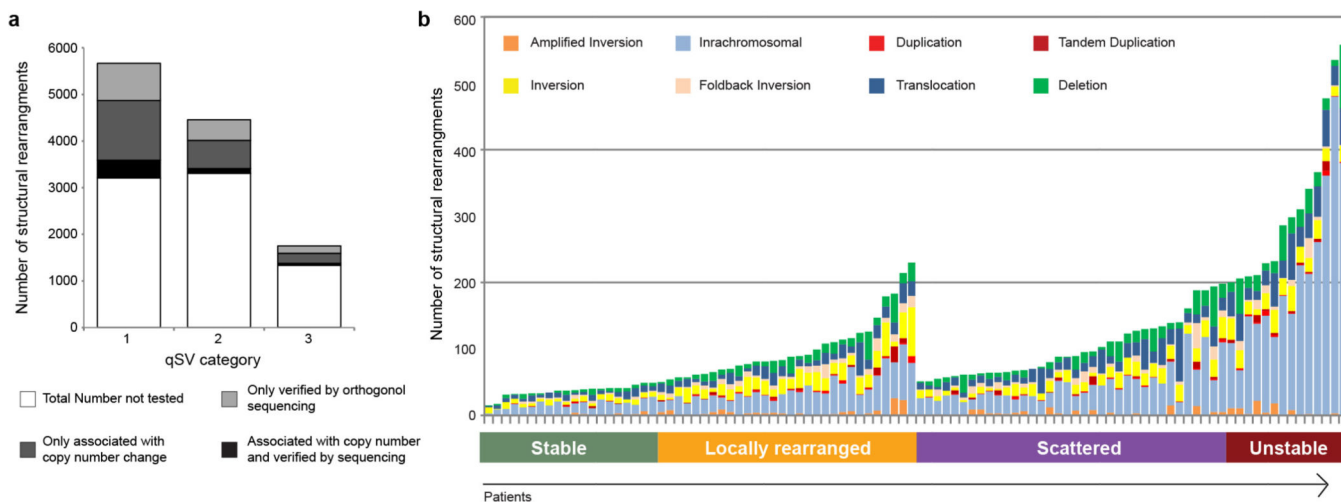 a
Number of structural rearrangments
6000
5000
4000
3000
2000
1000
0
1 2 3
qSV category
Total Number not tested
Only verified by orthogonol
sequencing
Only associated with
copy number change
Associated with copy number
and verified by sequencing
b
Number of structural rearrangments
600
500
400
300
200
100
0
Amplified Inversion Inrachromosomal Duplication Tandem Duplication
Inversion Foldback Inversion Translocation Deletion
Stable Locally rearranged Scattered Unstable
Patients